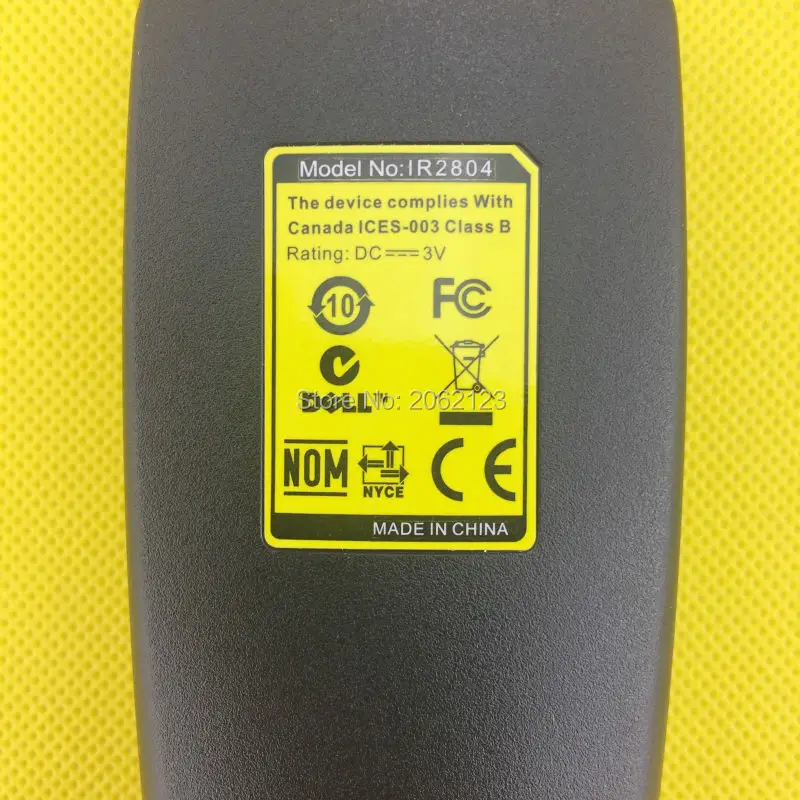 Model No:IR2804
The device complies With
Canada ICES-003 Class B
Rating: DC 3V
10 FC
DELL™
Store No: 2062123
NOM NYCE CE
MADE IN CHINA